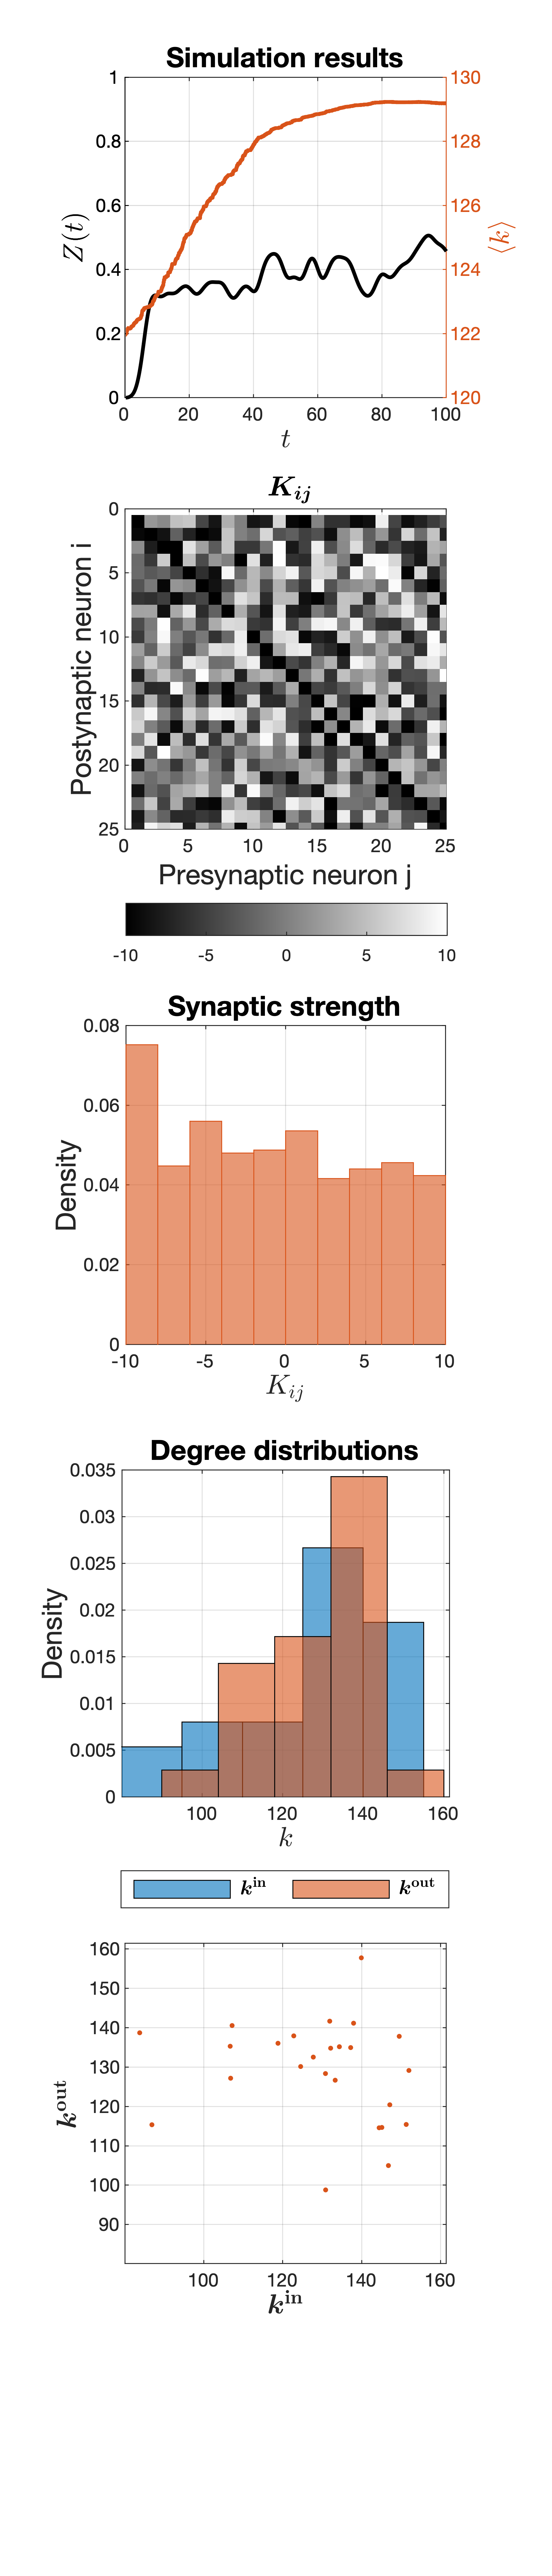 Simulation results
1
0.8
0.6
0.4
0.2
0
Z(t)
130
128
126
124
122
120
⟨k⟩
0 20 40 60 80 100
t
K_{ij}
0
5
10
15
20
25
Postynaptic neuron i
0 5 10 15 20 25
Presynaptic neuron j
-10 -5 0 5 10
Synaptic strength
0.08
0.06
0.04
0.02
0
Density
-10 -5 0 5 10
K_{ij}
Degree distributions
0.035
0.03
0.025
0.02
0.015
0.01
0.005
0
Density
100 120 140 160
k
k^{in} k^{out}
160
150
140
130
120
110
100
90
k^{out}
100 120 140 160
k^{in}